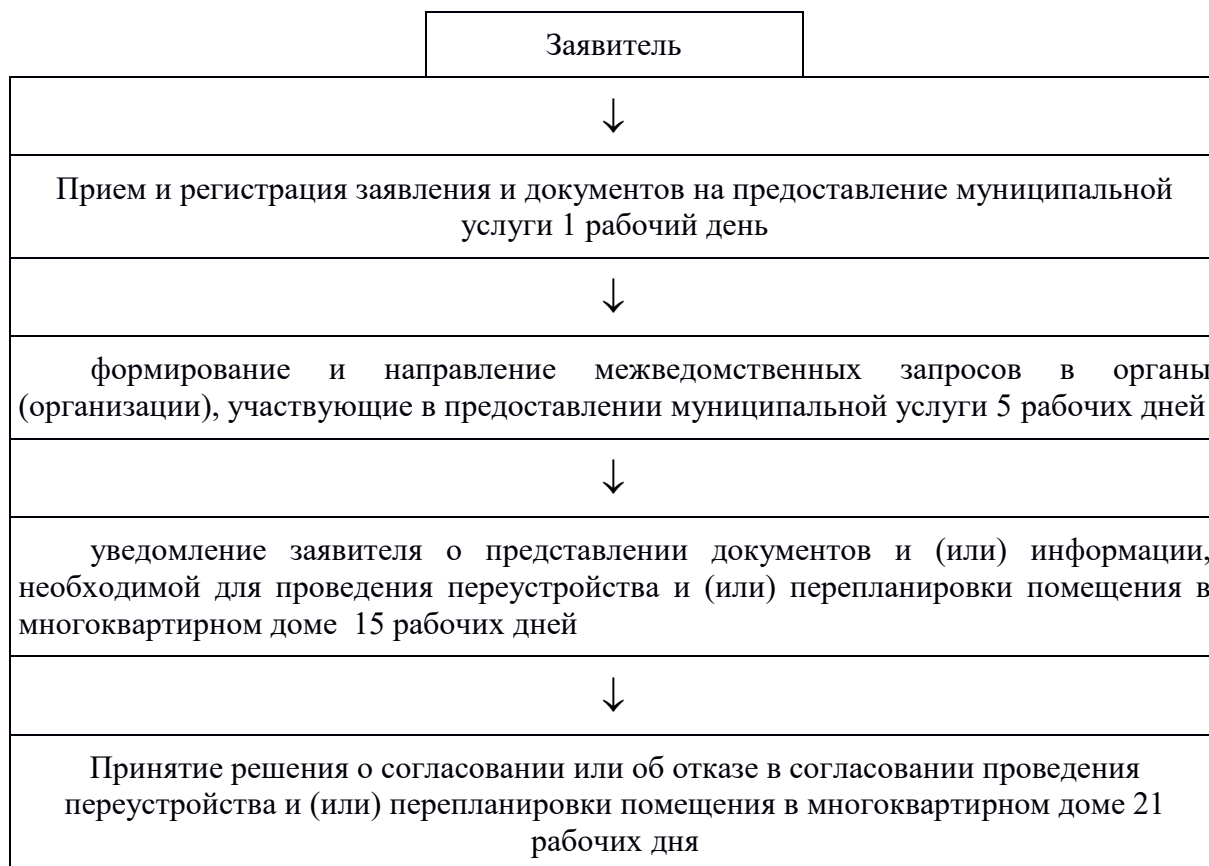 Заявитель
↓
Прием и регистрация заявления и документов на предоставление муниципальной
услуги 1 рабочий день
↓
формирование и направление межведомственных запросов в органы
(организации), участвующие в предоставлении муниципальной услуги 5 рабочих дней
↓
уведомление заявителя о представлении документов и (или) информации,
необходимой для проведения переустройства и (или) перепланировки помещения в
многоквартирном доме 15 рабочих дней
↓
Принятие решения о согласовании или об отказе в согласовании проведения
переустройства и (или) перепланировки помещения в многоквартирном доме 21
рабочих дня